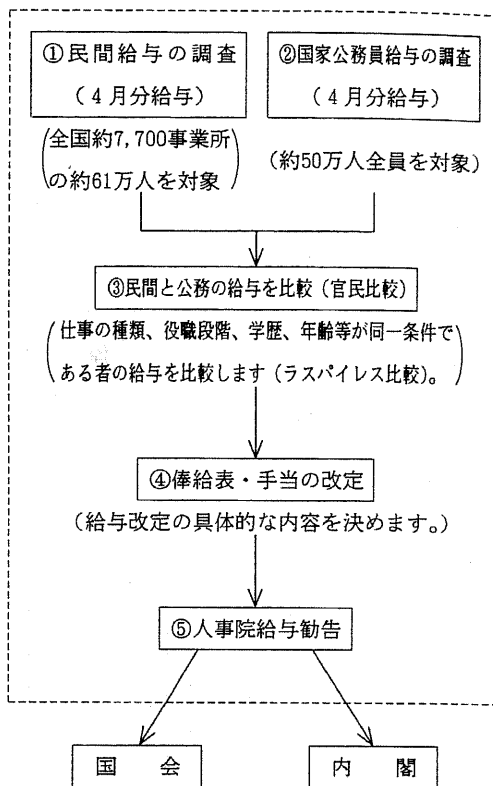 ①民間給与の調査
(4月分給与)
②国家公務員給与の調査
(4月分給与)
(全国約7,700事業所
の約61万人を対象)
(約50万人全員を対象)
③民間と公務の給与を比較(官民比較)
(仕事の種類、役職段階、学歴、年齢等が同一条件で
ある者の給与を比較します(ラスパイレス比較)。)
④俸給表・手当の改定
(給与改定の具体的な内容を決めます。)
⑤人事院給与勧告
国 会
内 閣